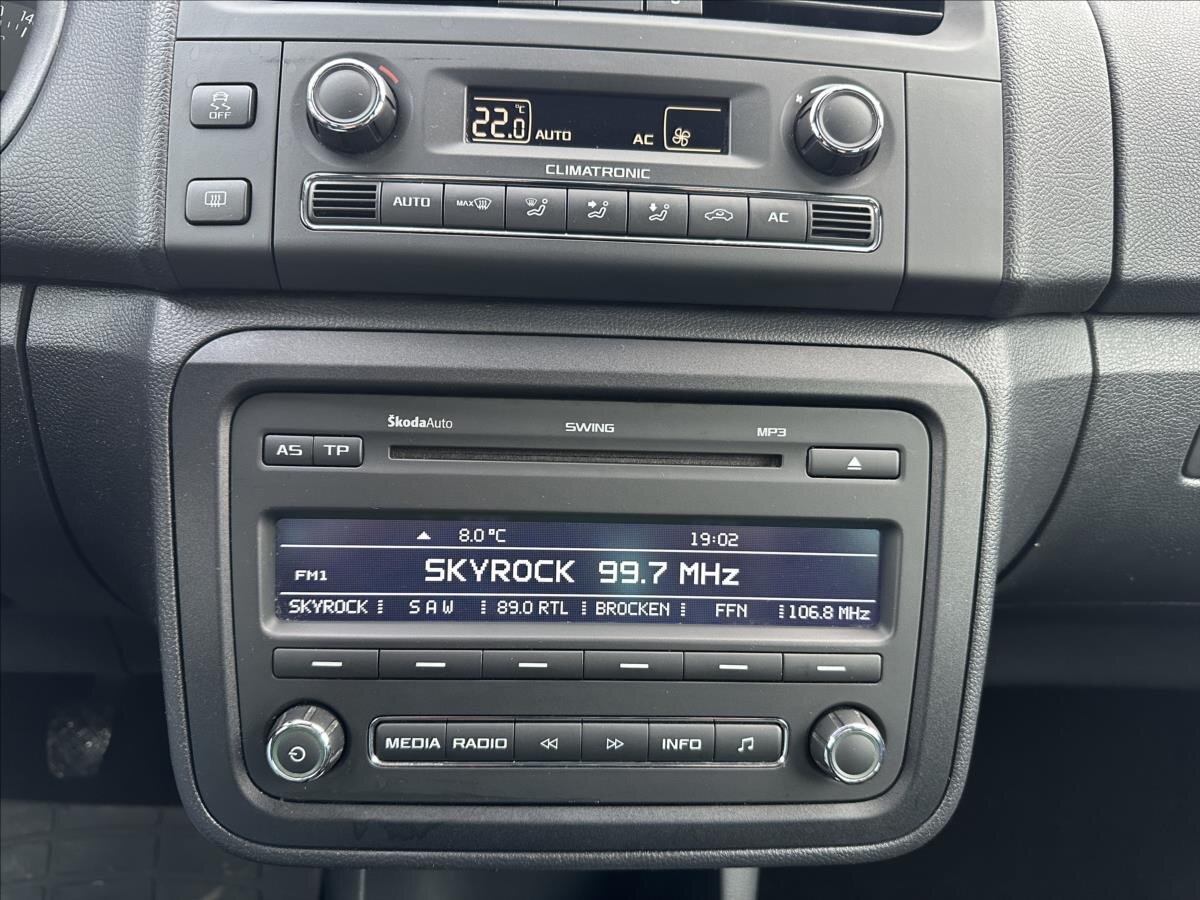 14
OFF
22.0 °C AUTO AC
CLIMATRONIC
AUTO MAX AC
ŠkodaAuto SWING MP3
AS TP
8.0 °C 19:02
FM1 SKYROCK 99.7 MHz
SKYROCK SAW 89.0 RTL BROCKEN FFN 106.8 MHz
MEDIA RADIO INFO